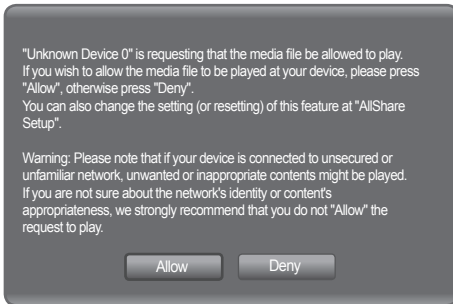 "Unknown Device 0" is requesting that the media file be allowed to play.
If you wish to allow the media file to be played at your device, please press
"Allow", otherwise press "Deny".
You can also change the setting (or resetting) of this feature at "AllShare
Setup".
Warning: Please note that if your device is connected to unsecured or
unfamiliar network, unwanted or inappropriate contents might be played.
If you are not sure about the network's identity or content's
appropriateness, we strongly recommend that you do not "Allow" the
request to play.
Allow Deny